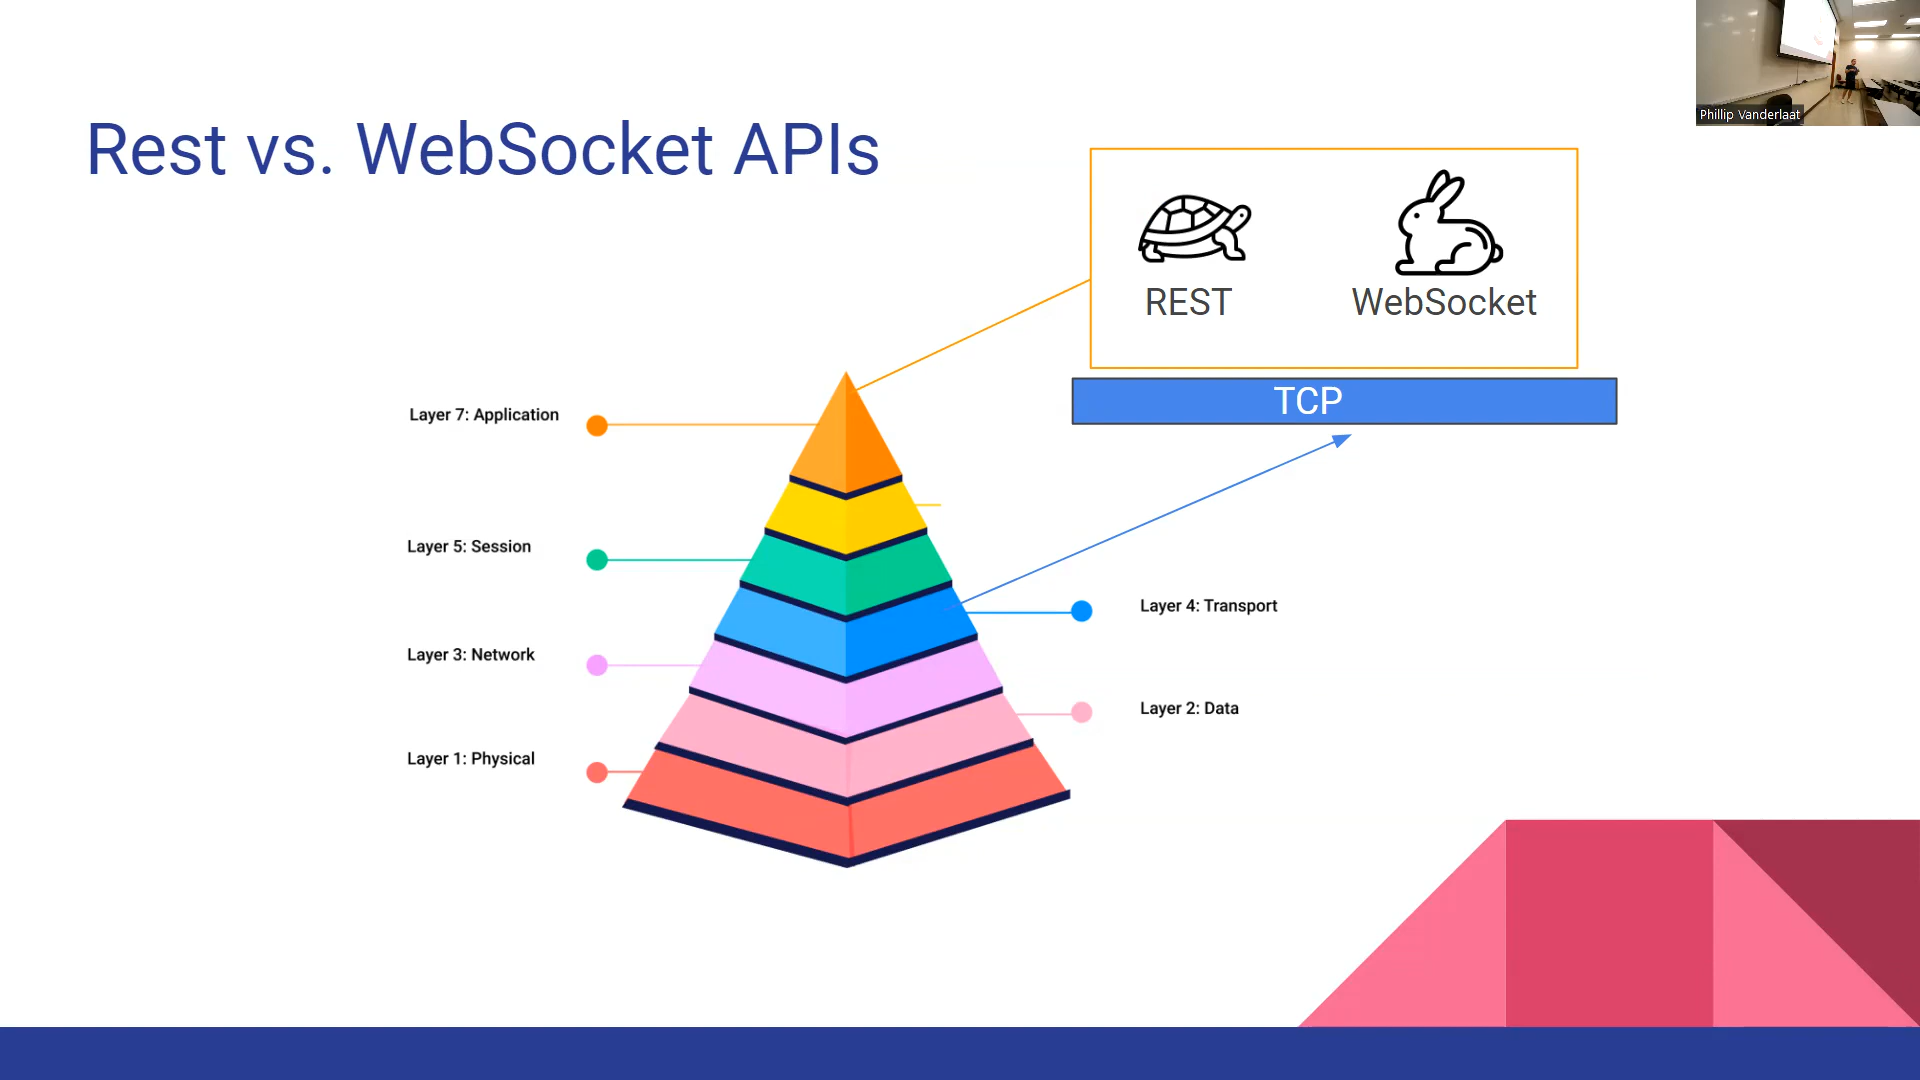 Phillip Vanderlaat
Rest vs. WebSocket APIs
REST
WebSocket
TCP
Layer 7: Application
Layer 5: Session
Layer 4: Transport
Layer 3: Network
Layer 2: Data
Layer 1: Physical